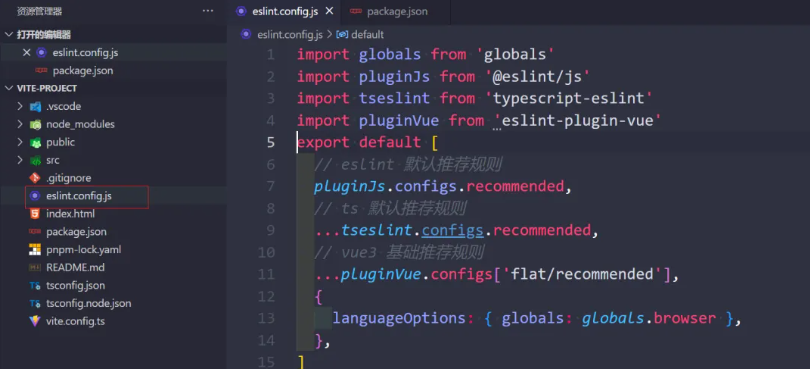 资源管理器
···
打开的编辑器
eslint.config.js
package.json
VITE-PROJECT
.vscode
node_modules
public
src
.gitignore
eslint.config.js
index.html
package.json
pnpm-lock.yaml
README.md
tsconfig.json
tsconfig.node.json
vite.config.ts
eslint.config.js
package.json
eslint.config.js > default
1 import globals from 'globals'
2 import pluginJs from '@eslint/js'
3 import tseslint from 'typescript-eslint'
4 import pluginVue from 'eslint-plugin-vue'
5 export default [
6 // eslint 默认推荐规则
7 pluginJs.configs.recommended,
8 // ts 默认推荐规则
9 ...tseslint.configs.recommended,
10 // vue3 基础推荐规则
11 ...pluginVue.configs['flat/recommended'],
12 {
13 languageOptions: { globals: globals.browser },
14 },
15 ]